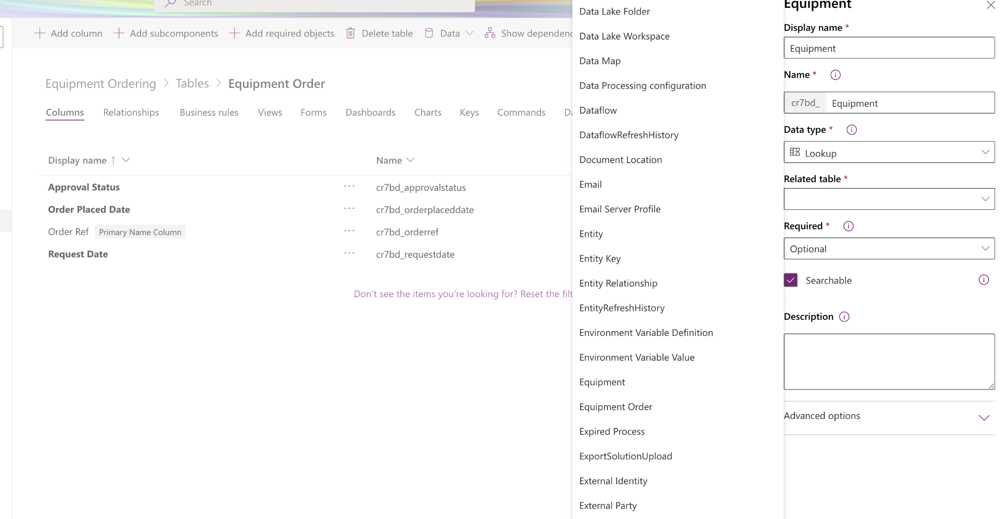 Search
Add column
Add subcomponents
Add required objects
Delete table
Data
Show dependenc
Equipment Ordering > Tables > Equipment Order
Columns
Relationships
Business rules
Views
Forms
Dashboards
Charts
Keys
Commands
Da
Display name ↑
Name
Approval Status
cr7bd_approvalstatus
Order Placed Date
cr7bd_orderplaceddate
Order Ref
Primary Name Column
cr7bd_orderref
Request Date
cr7bd_requestdate
Don't see the items you're looking for? Reset the filt
Data Lake Folder
Data Lake Workspace
Data Map
Data Processing configuration
Dataflow
DataflowRefreshHistory
Document Location
Email
Email Server Profile
Entity
Entity Key
Entity Relationship
EntityRefreshHistory
Environment Variable Definition
Environment Variable Value
Equipment
Equipment Order
Expired Process
ExportSolutionUpload
External Identity
External Party
Equipment
Display name *
Equipment
Name *
cr7bd_ Equipment
Data type *
Lookup
Related table *
Required *
Optional
Searchable
Description
Advanced options